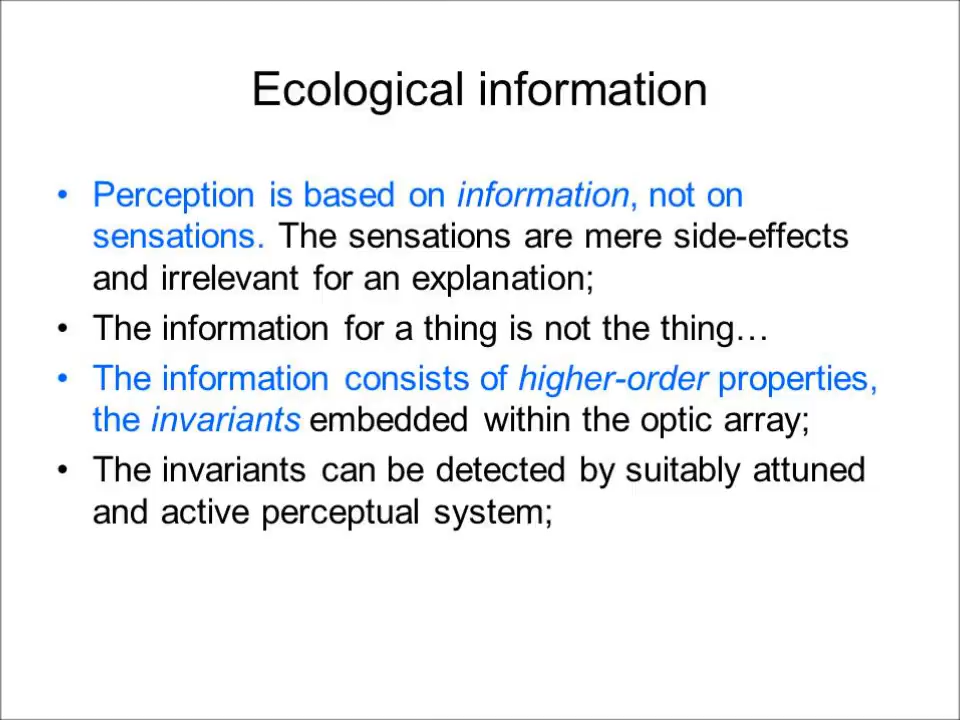 Ecological information
• Perception is based on information, not on
sensations. The sensations are mere side-effects
and irrelevant for an explanation;
• The information for a thing is not the thing…
• The information consists of higher-order properties,
the invariants embedded within the optic array;
• The invariants can be detected by suitably attuned
and active perceptual system;